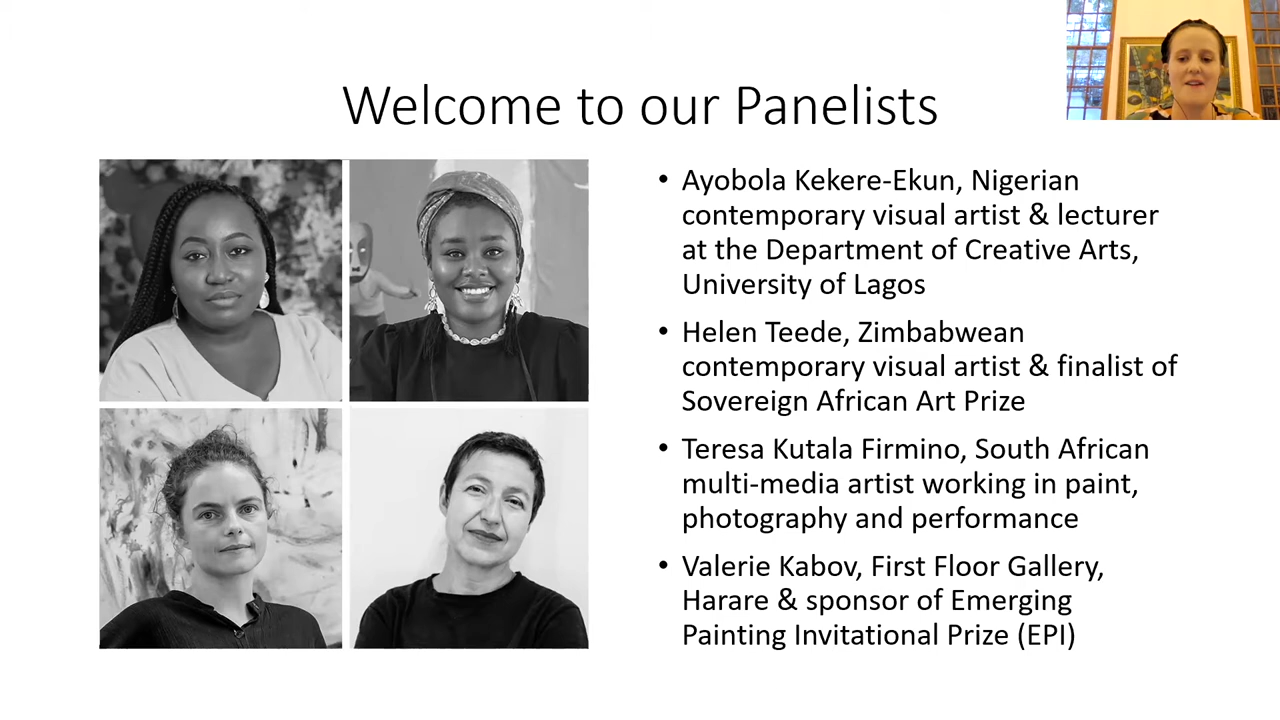 Welcome to our Panelists
• Ayobola Kekere-Ekun, Nigerian
contemporary visual artist & lecturer
at the Department of Creative Arts,
University of Lagos
• Helen Teede, Zimbabwean
contemporary visual artist & finalist of
Sovereign African Art Prize
• Teresa Kutala Firmino, South African
multi-media artist working in paint,
photography and performance
• Valerie Kabov, First Floor Gallery,
Harare & sponsor of Emerging
Painting Invitational Prize (EPI)